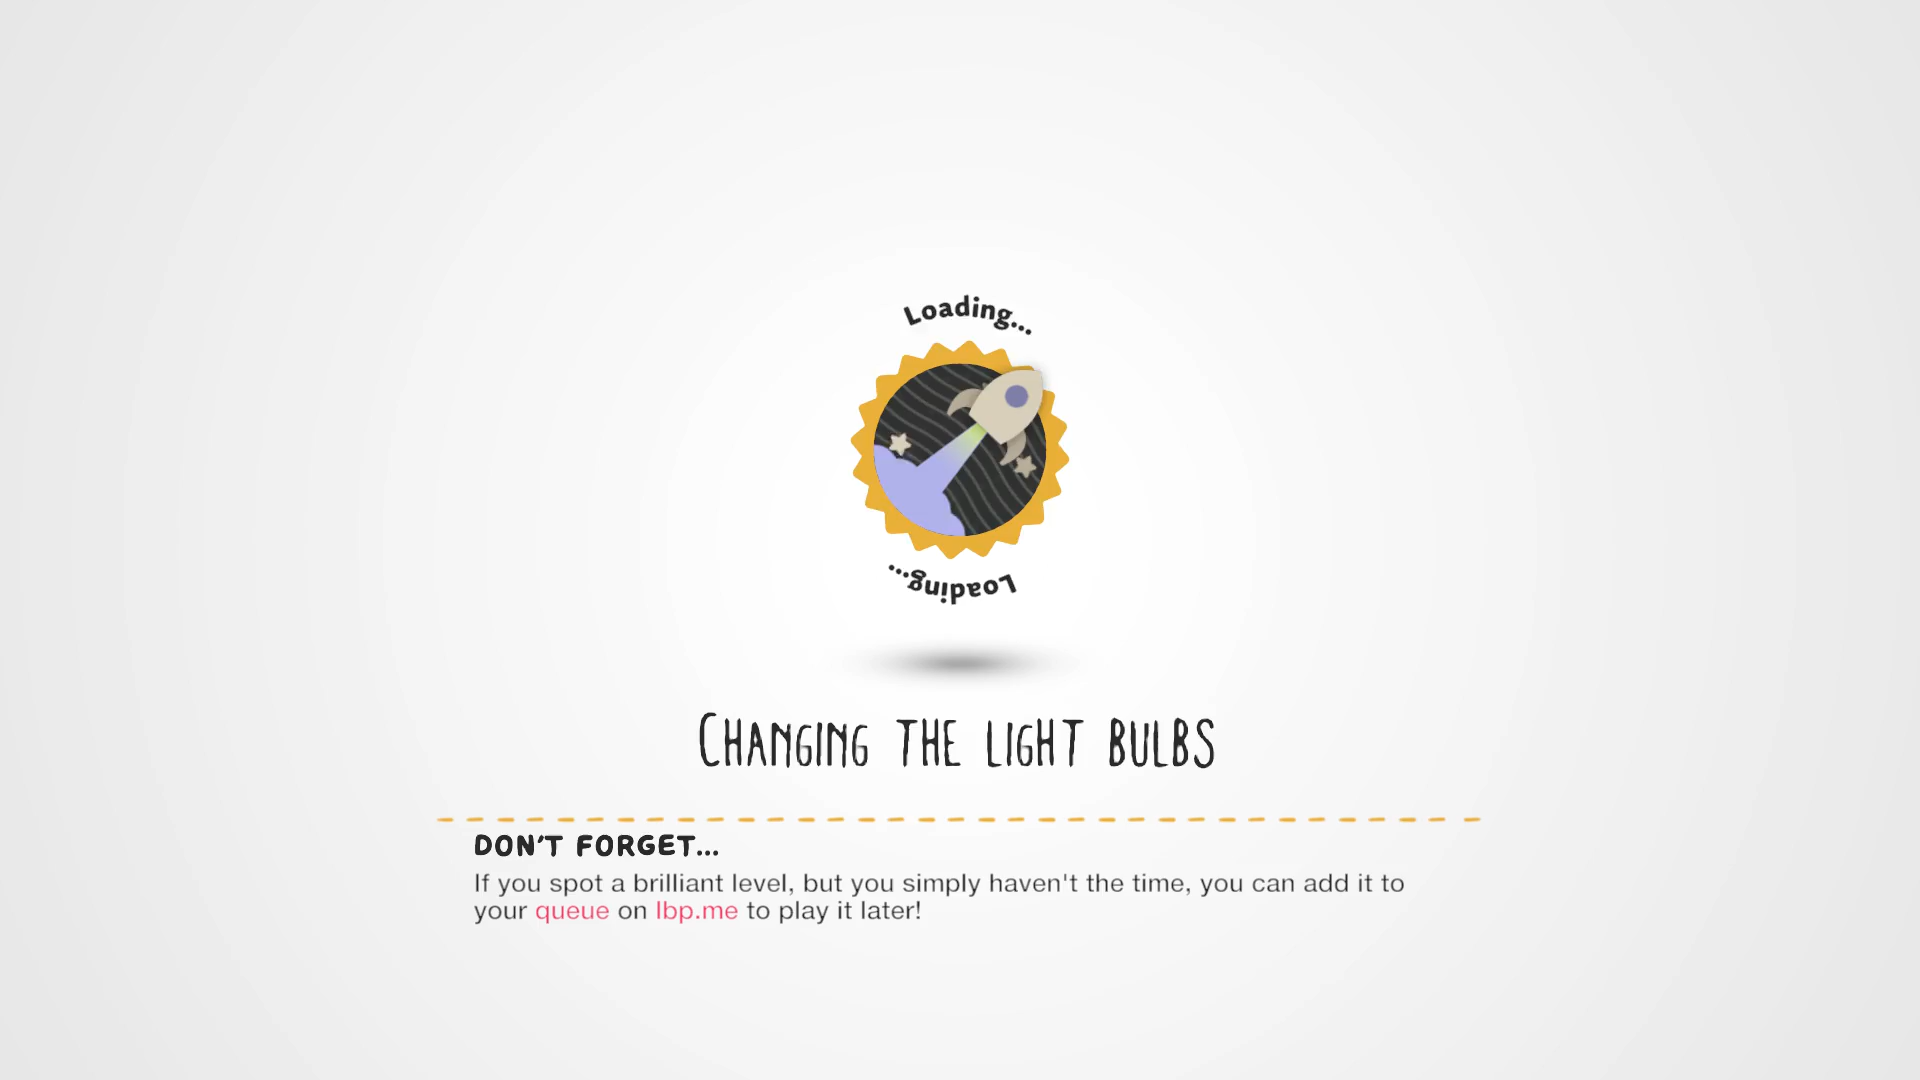 Loading...
Loading...
Changing the light bulbs
DON'T FORGET...
If you spot a brilliant level, but you simply haven't the time, you can add it to
your queue on lbp.me to play it later!